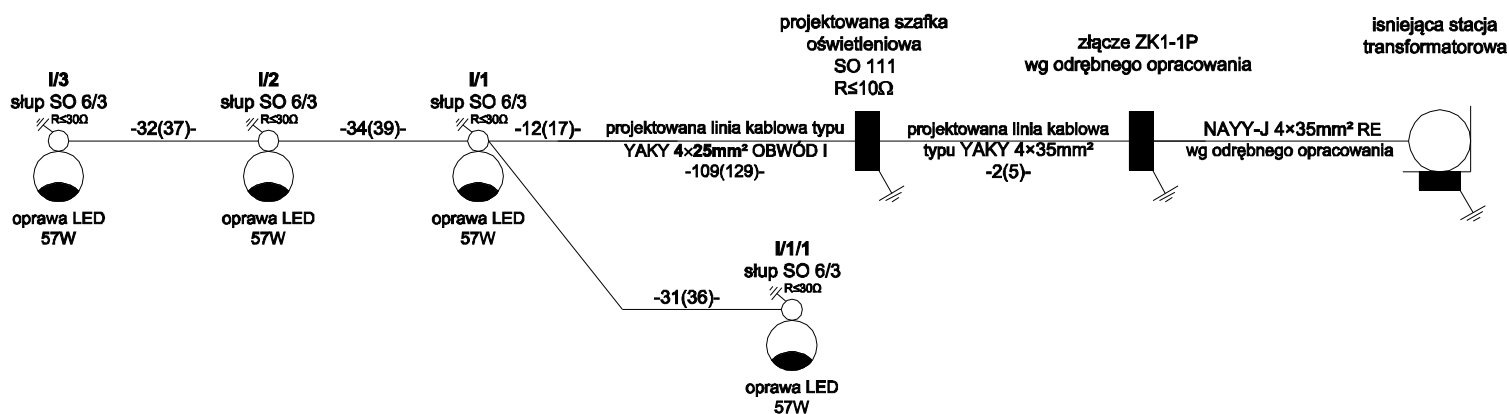 projektowana szafka
oświetleniowa
SO 111
R≤10Ω
złącze ZK1-1P
wg odrębnego opracowania
isniejąca stacja
transformatorowa
I/3
słup SO 6/3
R≤30Ω
I/2
słup SO 6/3
R≤30Ω
I/1
słup SO 6/3
R≤30Ω
-32(37)-
-34(39)-
-12(17)-
projektowana linia kablowa typu
YAKY 4×25mm² OBWÓD I
-109(129)-
projektowana linia kablowa
typu YAKY 4×35mm²
-2(5)-
NAYY-J 4×35mm² RE
wg odrębnego opracowania
oprawa LED
57W
oprawa LED
57W
oprawa LED
57W
I/1/1
słup SO 6/3
R≤30Ω
-31(36)-
oprawa LED
57W